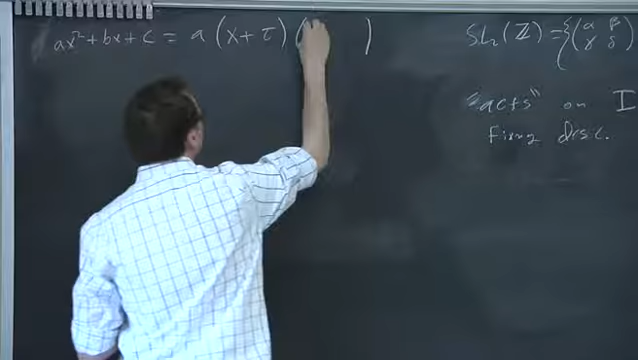 ax² + bx + c = a (x + τ) (     )
SL₂(ℤ) = {(α β
γ δ)
"acts" on I
Fixing disc.